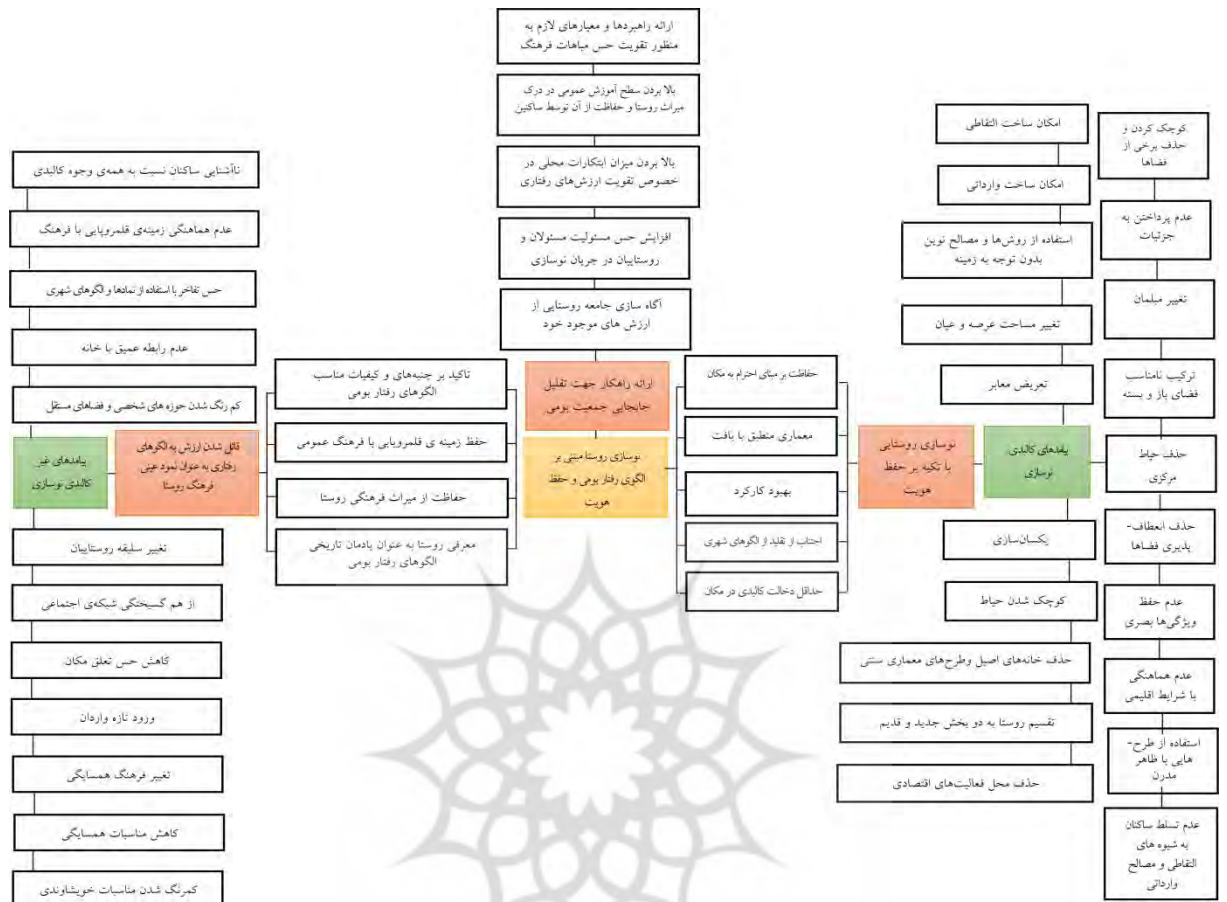 ارائه راهبردها و معیارهای لازم به
منظور تقویت حس مباهات فرهنگ
بالا بردن سطح آموزش عمومی در درک
میراث روستا و حفاظت از آن توسط ساکنین
بالا بردن میزان ابتکارات محلی در
خصوص تقویت ارزش‌های رفتاری
افزایش حس مسئولیت مسئولان و
روستاییان در جریان نوسازی
آگاه سازی جامعه روستایی از
ارزش های موجود خود
ارائه راهکار جهت تقلیل
جابجایی جمعیت بومی
نوسازی روستا مبتنی بر
الگوی رفتار بومی و حفظ
هویت
کوچک کردن و
حذف برخی از
فضاها
عدم پرداختن به
جزئیات
تغییر مبلمان
ترکیب نامناسب
فضای باز و بسته
حذف حیاط
مرکزی
حذف انعطاف-
پذیری فضاها
عدم حفظ
ویژگی‌ها بصری
عدم هماهنگی
با شرایط اقلیمی
استفاده از طرح-
هایی با ظاهر
مدرن
عدم تسلط ساکنان
به شیوه های
التقاطی و مصالح
وارداتی
امکان ساخت التقاطی
امکان ساخت وارداتی
استفاده از روش‌ها و مصالح نوین
بدون توجه به زمینه
تغییر مساحت عرصه و عیان
تعریض معابر
پیامدهای کالبدی
نوسازی
یکسان‌سازی
کوچک شدن حیاط
حذف خانه‌های اصیل وطرح‌های معماری سنتی
تقسیم روستا به دو بخش جدید و قدیم
حذف محل فعالیت‌های اقتصادی
نوسازی روستایی
با تکیه بر حفظ
هویت
حفاظت بر مبنای احترام به مکان
معماری منطبق با بافت
بهبود کارکرد
اجتناب از تقلید از الگوهای شهری
حداقل دخالت کالبدی در مکان
تاکید بر جنبه‌های و کیفیات مناسب
الگوهای رفتار بومی
حفظ زمینه ی قلمروپایی با فرهنگ عمومی
حفاظت از میراث فرهنگی روستا
معرفی روستا به عنوان یادمان تاریخی
الگوهای رفتار بومی
قائل شدن ارزش به الگوهای
رفتاری به عنوان نمود عینی
فرهنگ روستا
پیامدهای غیر
کالبدی نوسازی
ناآشنایی ساکنان نسبت به همه‌ی وجوه کالبدی
عدم هماهنگی زمینه‌ی قلمروپایی با فرهنگ
حس تفاخر با استفاده از نمادها و الگوهای شهری
عدم رابطه عمیق با خانه
کم رنگ شدن حوزه های شخصی و فضاهای مستقل
تغییر سلیقه روستاییان
از هم گسیختگی شبکه‌ی اجتماعی
کاهش حس تعلق مکان
ورود تازه واردان
تغییر فرهنگ همسایگی
کاهش مناسبات همسایگی
کمرنگ شدن مناسبات خویشاوندی